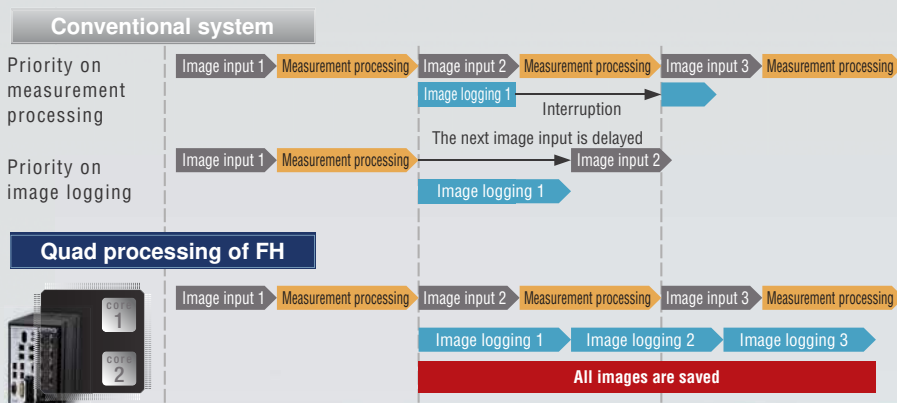 Conventional system
Priority on
measurement
processing
Image input 1
Measurement processing
Image input 2
Measurement processing
Image input 3
Measurement processing
Image logging 1
Interruption
Priority on
image logging
Image input 1
Measurement processing
The next image input is delayed
Image input 2
Image logging 1
Quad processing of FH
core
1
core
2
Image input 1
Measurement processing
Image input 2
Measurement processing
Image input 3
Measurement processing
Image logging 1
Image logging 2
Image logging 3
All images are saved